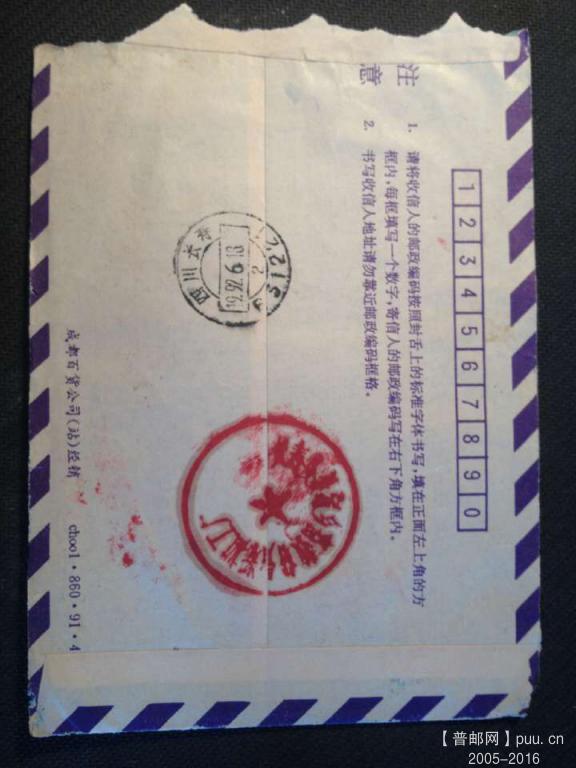 注意
1. 请将收信人的邮政编码按照封舌上的标准字体书写,填在正面左上角的方
框内,每框填写一个数字,寄信人的邮政编码写在右下角方框内。
2. 书写收信人地址请勿靠近邮政编码框格。
1 2 3 4 5 6 7 8 9 0
四川
成都百货公司(站)经销 chool·860·91·4
【普邮网】puu.cn
2005-2016